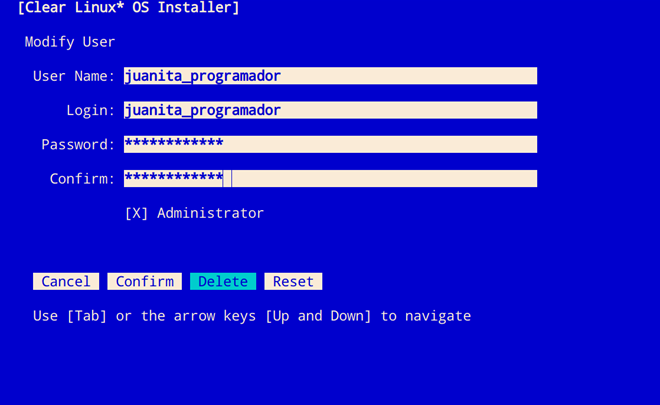 [Clear Linux* OS Installer]
Modify User
User Name: juanita_programador
Login: juanita_programador
Password: ************
Confirm: ************
[X] Administrator
Cancel Confirm Delete Reset
Use [Tab] or the arrow keys [Up and Down] to navigate